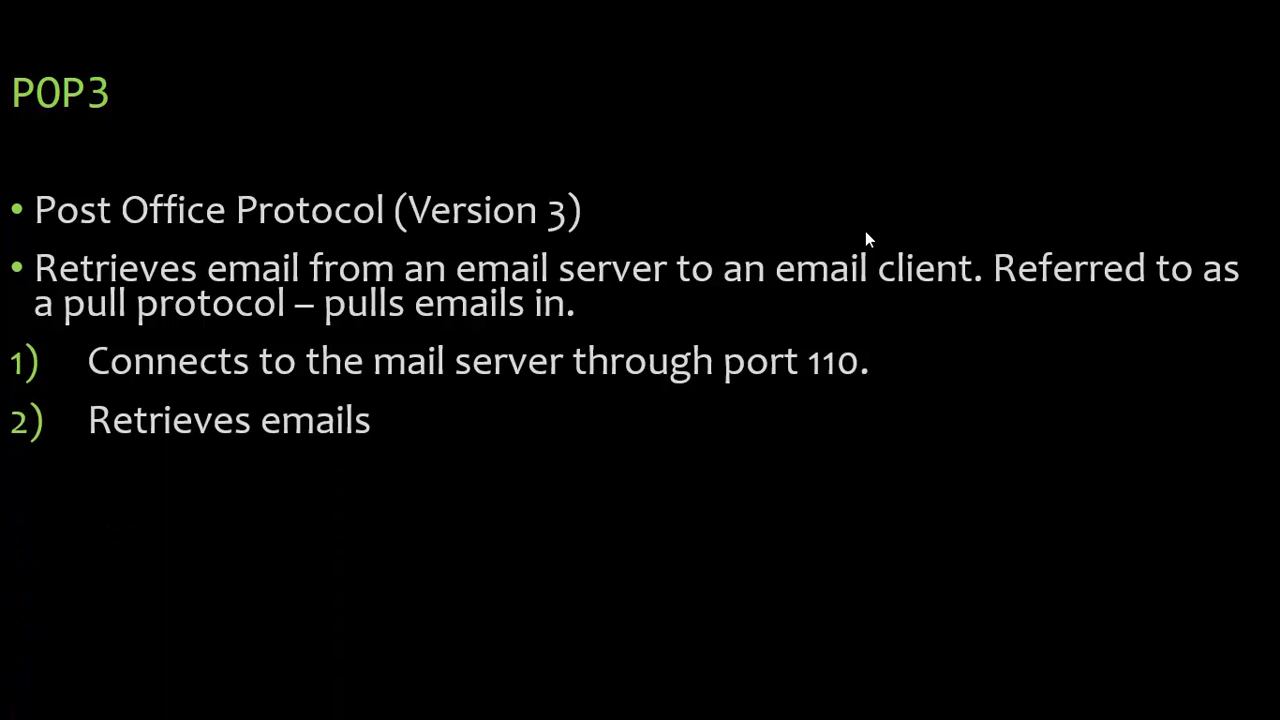 POP3
• Post Office Protocol (Version 3)
• Retrieves email from an email server to an email client. Referred to as
a pull protocol – pulls emails in.
1) Connects to the mail server through port 110.
2) Retrieves emails